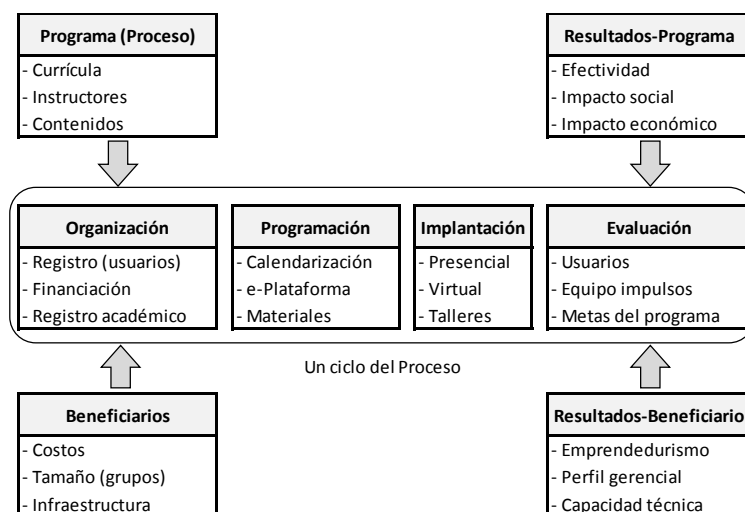 Programa (Proceso)
- Currícula
- Instructores
- Contenidos
Resultados-Programa
- Efectividad
- Impacto social
- Impacto económico
Organización
- Registro (usuarios)
- Financiación
- Registro académico
Programación
- Calendarización
- e-Plataforma
- Materiales
Implantación
- Presencial
- Virtual
- Talleres
Evaluación
- Usuarios
- Equipo impulsos
- Metas del programa
Un ciclo del Proceso
Beneficiarios
- Costos
- Tamaño (grupos)
- Infraestructura
Resultados-Beneficiario
- Emprendedurismo
- Perfil gerencial
- Capacidad técnica